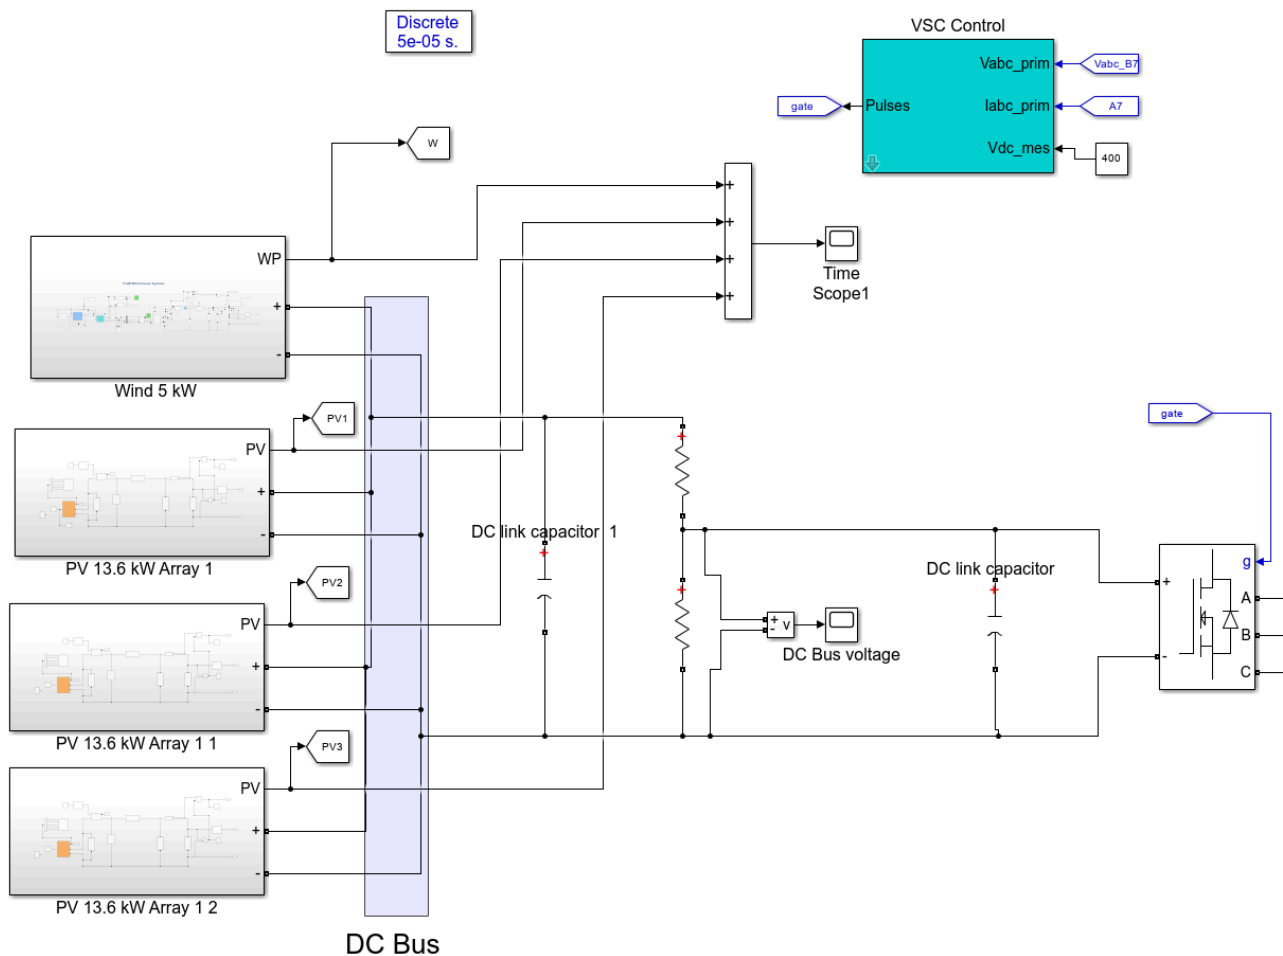 Discrete
5e-05 s.
VSC Control
Vabc_prim
Vabc_B7
gate
Pulses
Iabc_prim
A7
Vdc_mes
400
W
+
+
+
+
Time
Scope1
WP
+
-
Wind 5 kW
PV1
PV
+
-
PV 13.6 kW Array 1
gate
DC link capacitor 1
DC link capacitor
PV2
PV
+
-
PV 13.6 kW Array 1 1
+
-
v
DC Bus voltage
g
+
-
A
B
C
PV3
PV
+
-
PV 13.6 kW Array 1 2
DC Bus